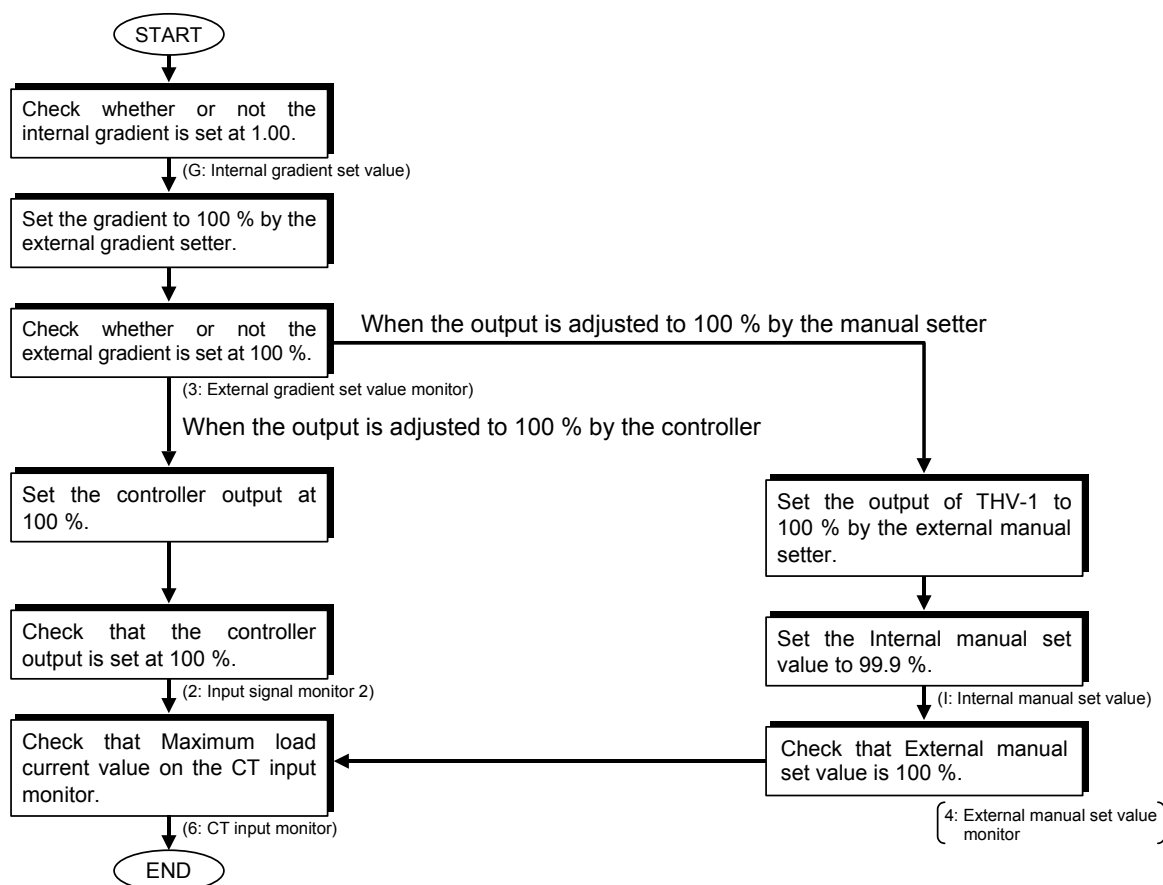 START
Check whether or not the
internal gradient is set at 1.00.
(G: Internal gradient set value)
Set the gradient to 100 % by the
external gradient setter.
Check whether or not the
external gradient is set at 100 %.
(3: External gradient set value monitor)
When the output is adjusted to 100 % by the manual setter
When the output is adjusted to 100 % by the controller
Set the controller output at
100 %.
Check that the controller
output is set at 100 %.
(2: Input signal monitor 2)
Set the output of THV-1 to
100 % by the external manual
setter.
Set the Internal manual set
value to 99.9 %.
(I: Internal manual set value)
Check that External manual
set value is 100 %.
4: External manual set value
monitor
Check that Maximum load
current value on the CT input
monitor.
(6: CT input monitor)
END